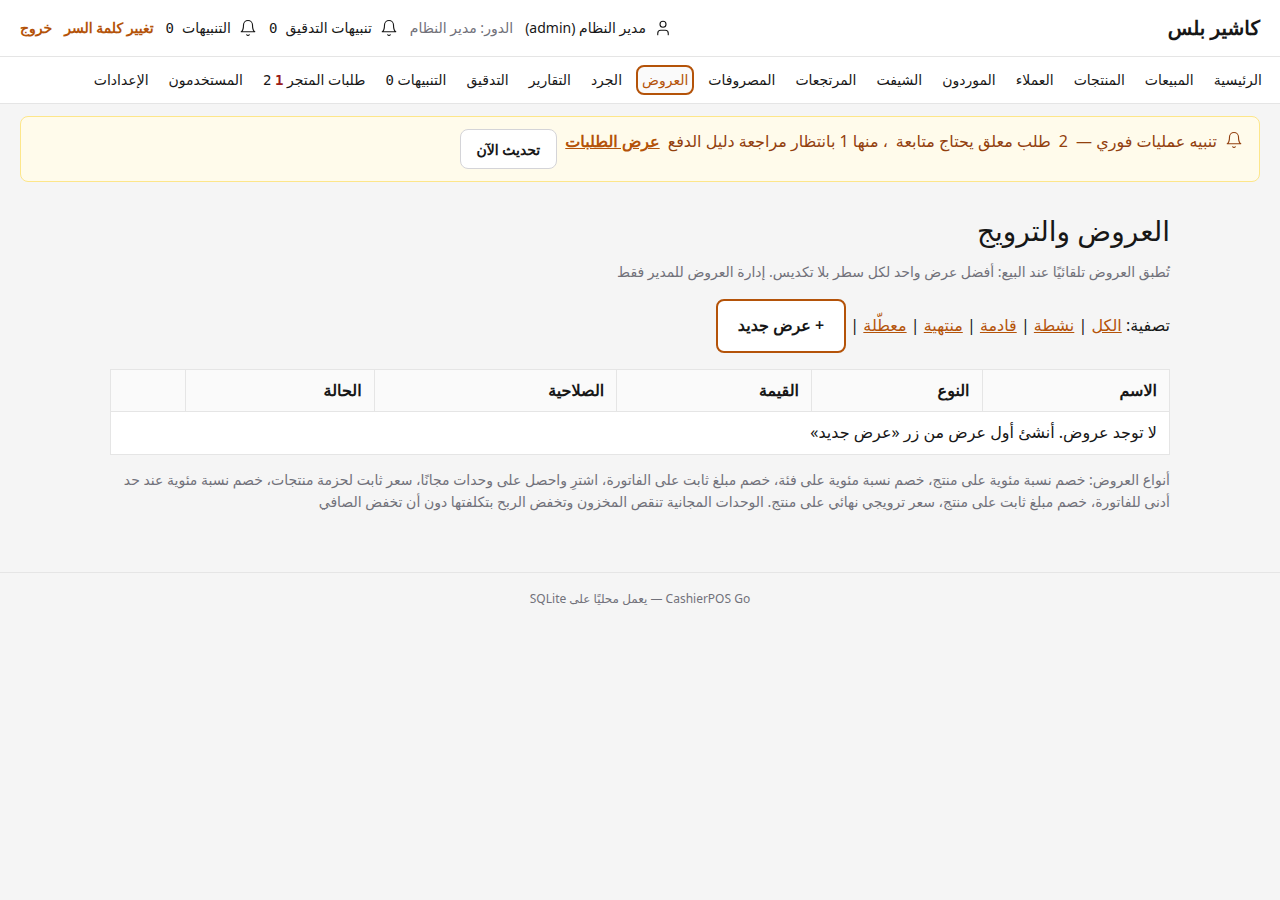 كاشير بلس
مدير النظام (admin) الدور: مدير النظام تنبيهات التدقيق 0 التنبيهات 0 تغيير كلمة السر خروج
الرئيسية المبيعات المنتجات العملاء الموردون الشيفت المرتجعات المصروفات العروض الجرد التقارير التدقيق التنبيهات 0 طلبات المتجر 1 2 المستخدمون الإعدادات
تنبيه عمليات فوري — 2 طلب معلق يحتاج متابعة ، منها 1 بانتظار مراجعة دليل الدفع عرض الطلبات تحديث الآن
العروض والترويج
تُطبق العروض تلقائيًا عند البيع: أفضل عرض واحد لكل سطر بلا تكديس. إدارة العروض للمدير فقط
تصفية: الكل | نشطة | قادمة | منتهية | معطّلة | + عرض جديد
الاسم النوع القيمة الصلاحية الحالة
لا توجد عروض. أنشئ أول عرض من زر «عرض جديد»
أنواع العروض: خصم نسبة مئوية على منتج، خصم نسبة مئوية على فئة، خصم مبلغ ثابت على الفاتورة، اشترِ واحصل على وحدات مجانًا، سعر ثابت لحزمة منتجات، خصم نسبة مئوية عند حد
أدنى للفاتورة، خصم مبلغ ثابت على منتج، سعر ترويجي نهائي على منتج. الوحدات المجانية تنقص المخزون وتخفض الربح بتكلفتها دون أن تخفض الصافي
CashierPOS Go — يعمل محليًا على SQLite